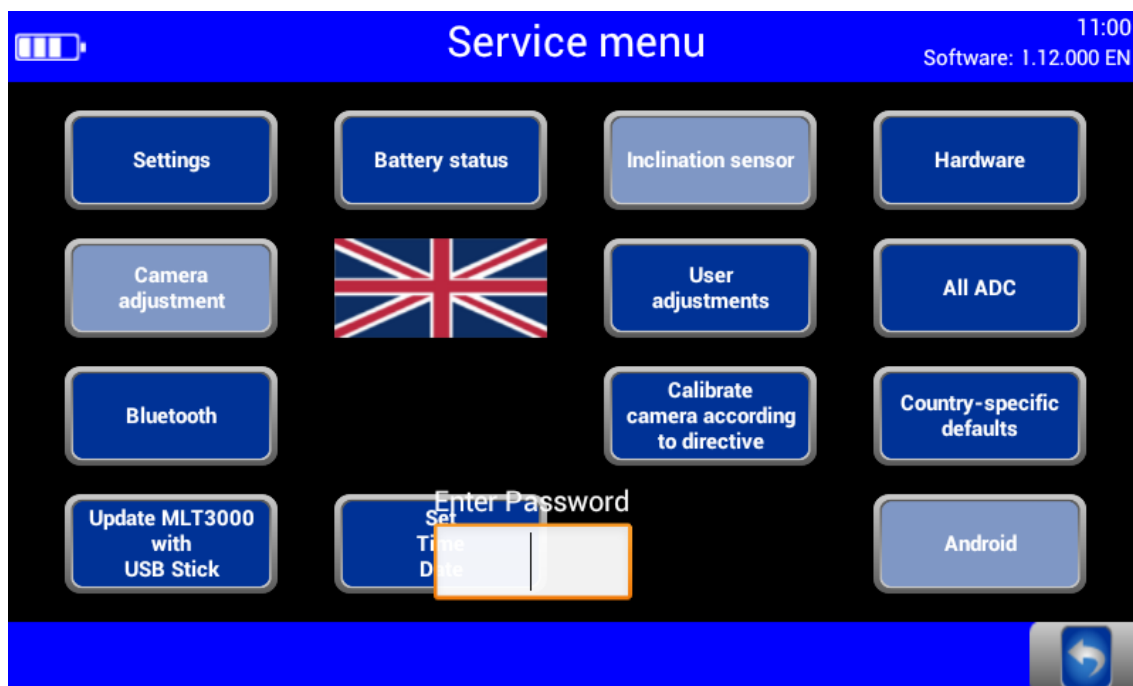 Service menu
11:00
Software: 1.12.000 EN
Settings
Battery status
Inclination sensor
Hardware
Camera
adjustment
User
adjustments
All ADC
Bluetooth
Calibrate
camera according
to directive
Country-specific
defaults
Update MLT3000
with
USB Stick
Set
Time
Date
Enter Password
Android